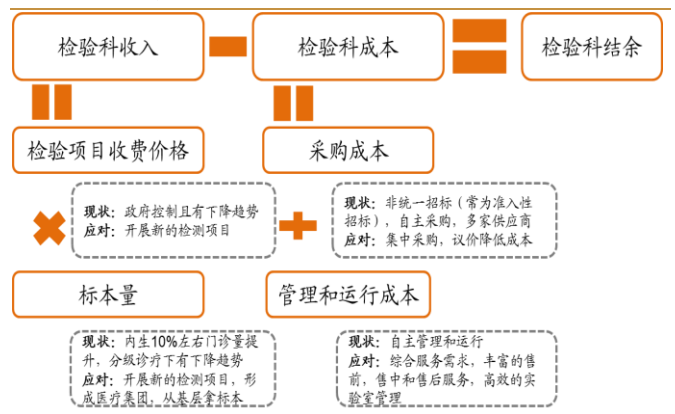 检验科收入
检验科成本
检验科结余
检验项目收费价格
采购成本
现状：政府控制且有下降趋势
应对：开展新的检测项目
现状：非统一招标（常为准入性
招标），自主采购，多家供应商
应对：集中采购，议价降低成本
标本量
管理和运行成本
现状：内生10%左右门诊量提
升，分级诊疗下有下降趋势
应对：开展新的检测项目，形
成医疗集团，从基层拿标本
现状：自主管理和运行
应对：综合服务需求，丰富的售
前，售中和售后服务，高效的实
验室管理